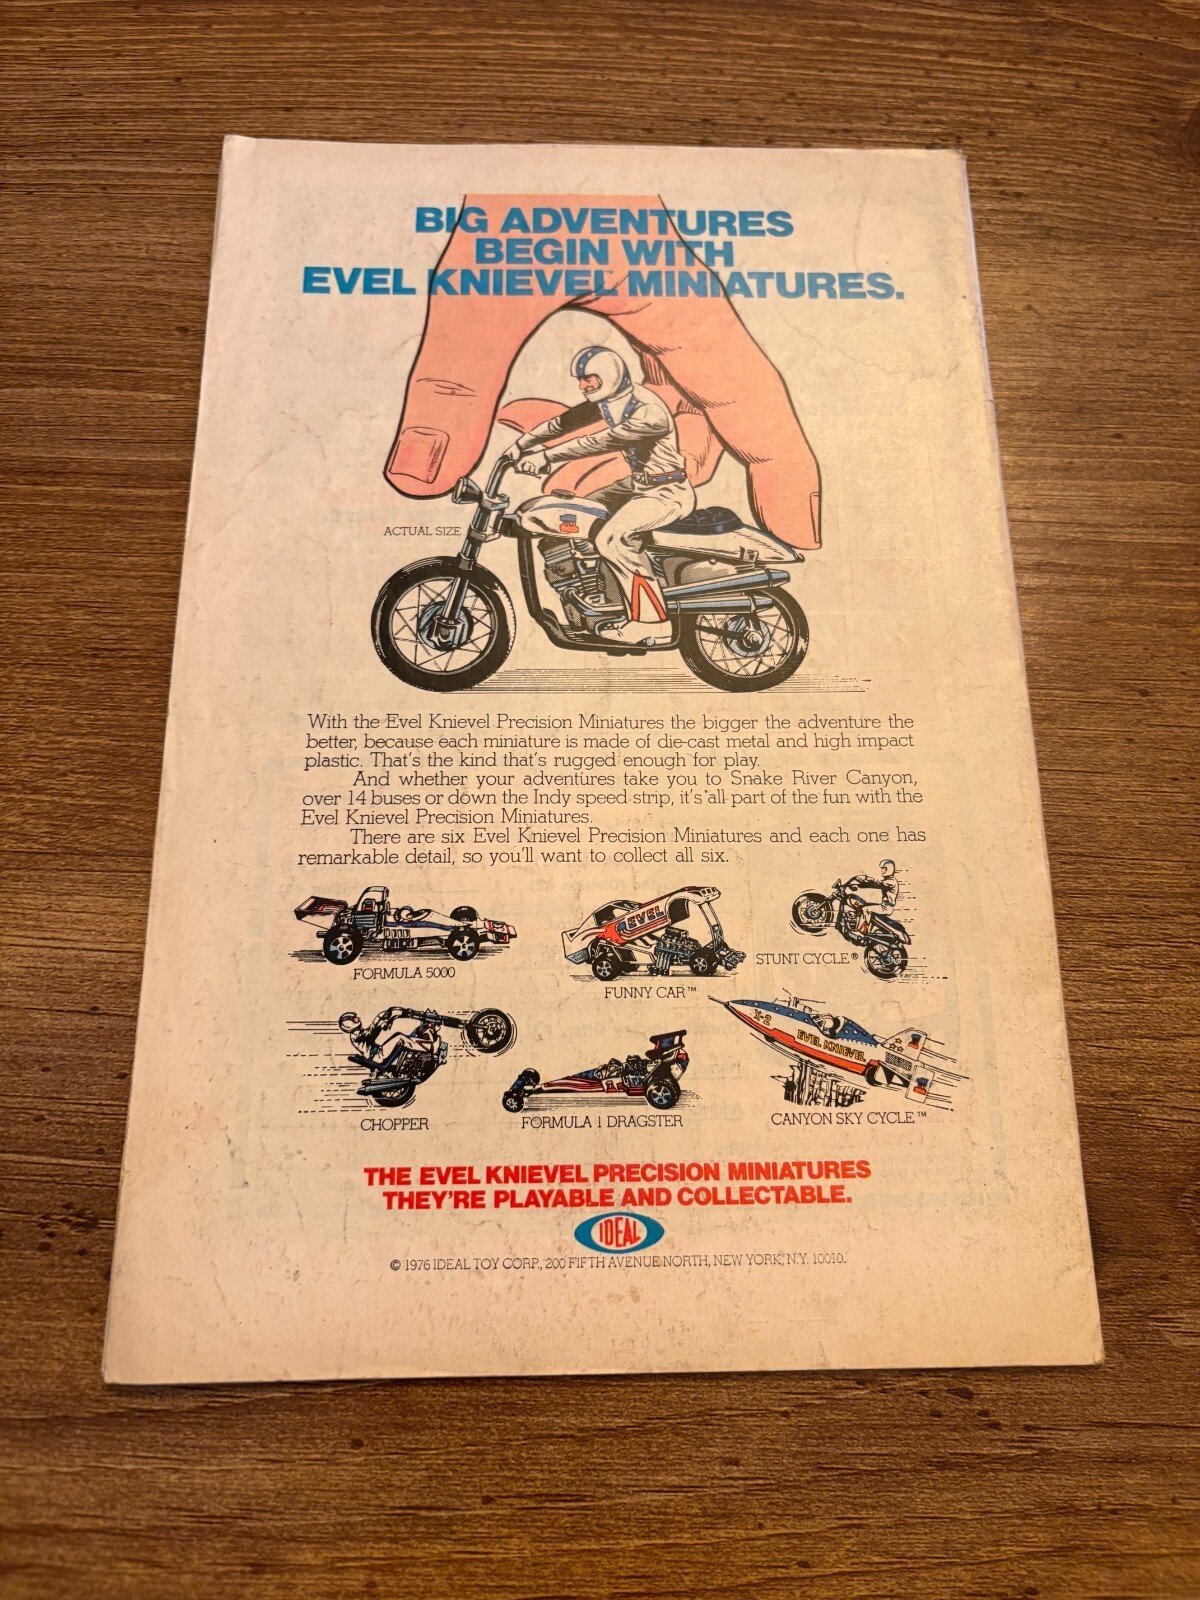 BIG ADVENTURES
BEGIN WITH
EVEL KNIEVEL MINIATURES.
ACTUAL SIZE
With the Evel Knievel Precision Miniatures the bigger the adventure the
better, because each miniature is made of die-cast metal and high impact
plastic. That's the kind that's rugged enough for play.
And whether your adventures take you to Snake River Canyon,
over 14 buses or down the Indy speed strip, it's all part of the fun with the
Evel Knievel Precision Miniatures.
There are six Evel Knievel Precision Miniatures and each one has
remarkable detail, so you'll want to collect all six.
EVEL
STUNT CYCLE®
FORMULA 5000
FUNNY CAR™
X-2
EVEL KNIEVEL
CHOPPER
FORMULA 1 DRAGSTER
CANYON SKY CYCLE™
THE EVEL KNIEVEL PRECISION MINIATURES
THEY'RE PLAYABLE AND COLLECTABLE.
IDEAL
© 1976 IDEAL TOY CORP., 200 FIFTH AVENUE NORTH, NEW YORK, N.Y. 10010.